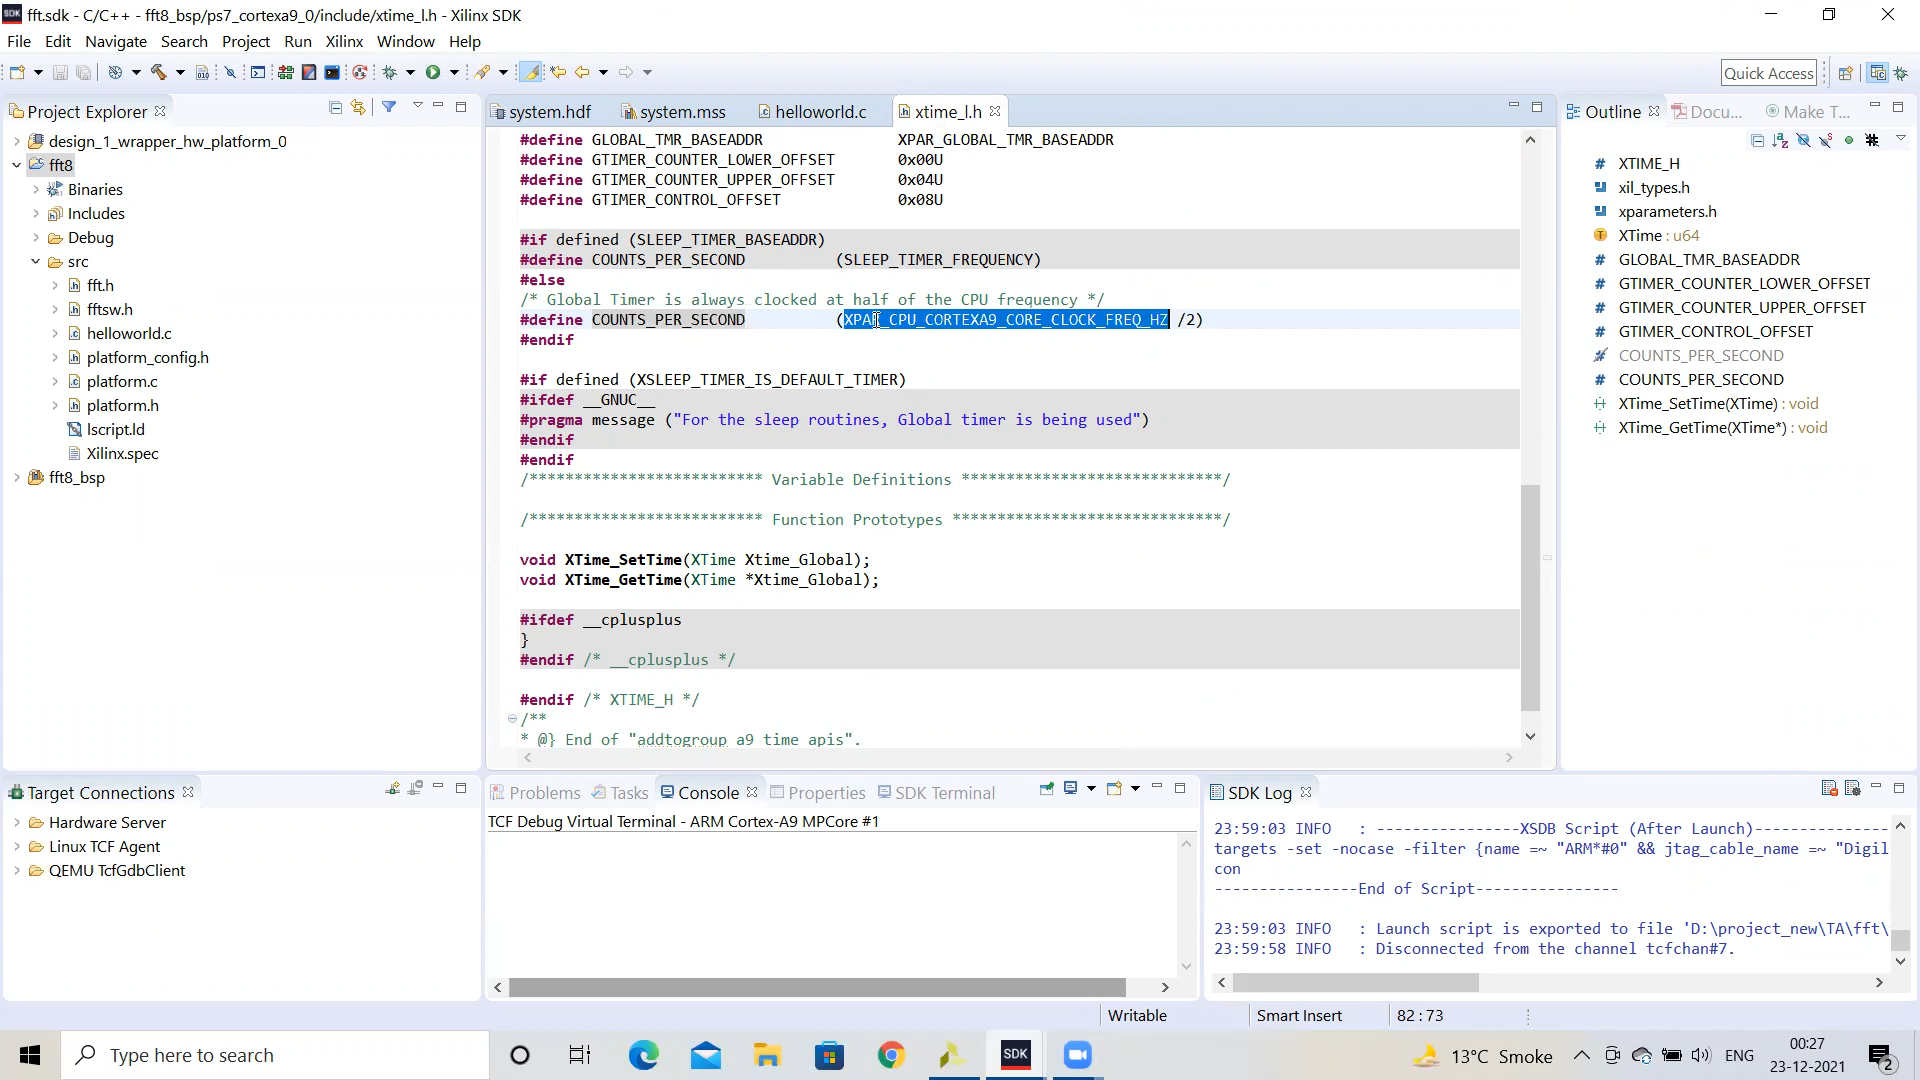 fft.sdk - C/C++ - fft8_bsp/ps7_cortexa9_0/include/xtime_l.h - Xilinx SDK
File Edit Navigate Search Project Run Xilinx Window Help
Quick Access
Project Explorer
design_1_wrapper_hw_platform_0
fft8
Binaries
Includes
Debug
src
fft.h
fftsw.h
helloworld.c
platform_config.h
platform.c
platform.h
lscript.ld
Xilinx.spec
fft8_bsp
system.hdf system.mss helloworld.c xtime_l.h
#define GLOBAL_TMR_BASEADDR XPAR_GLOBAL_TMR_BASEADDR
#define GTIMER_COUNTER_LOWER_OFFSET 0x00U
#define GTIMER_COUNTER_UPPER_OFFSET 0x04U
#define GTIMER_CONTROL_OFFSET 0x08U
#if defined (SLEEP_TIMER_BASEADDR)
#define COUNTS_PER_SECOND (SLEEP_TIMER_FREQUENCY)
#else
/* Global Timer is always clocked at half of the CPU frequency */
#define COUNTS_PER_SECOND (XPAR_CPU_CORTEXA9_CORE_CLOCK_FREQ_HZ /2)
#endif
#if defined (XSLEEP_TIMER_IS_DEFAULT_TIMER)
#ifdef __GNUC__
#pragma message ("For the sleep routines, Global timer is being used")
#endif
#endif
/************************** Variable Definitions *****************************/
/************************** Function Prototypes ******************************/
void XTime_SetTime(XTime Xtime_Global);
void XTime_GetTime(XTime *Xtime_Global);
#ifdef __cplusplus
}
#endif /* __cplusplus */
#endif /* XTIME_H */
/**
* @} End of "addtogroup a9_time_apis".
Outline Docu... Make T...
XTIME_H
xil_types.h
xparameters.h
XTime : u64
GLOBAL_TMR_BASEADDR
GTIMER_COUNTER_LOWER_OFFSET
GTIMER_COUNTER_UPPER_OFFSET
GTIMER_CONTROL_OFFSET
COUNTS_PER_SECOND
COUNTS_PER_SECOND
XTime_SetTime(XTime) : void
XTime_GetTime(XTime*) : void
Target Connections
Hardware Server
Linux TCF Agent
QEMU TcfGdbClient
Problems Tasks Console Properties SDK Terminal
TCF Debug Virtual Terminal - ARM Cortex-A9 MPCore #1
SDK Log
23:59:03 INFO : ----------------XSDB Script (After Launch)----------------
targets -set -nocase -filter {name =~ "ARM*#0" && jtag_cable_name =~ "Digil
con
----------------End of Script----------------
23:59:03 INFO : Launch script is exported to file 'D:\project_new\TA\fft\
23:59:58 INFO : Disconnected from the channel tcfchan#7.
Writable Smart Insert 82 : 73
Type here to search
SDK
13°C Smoke
ENG
00:27
23-12-2021
2